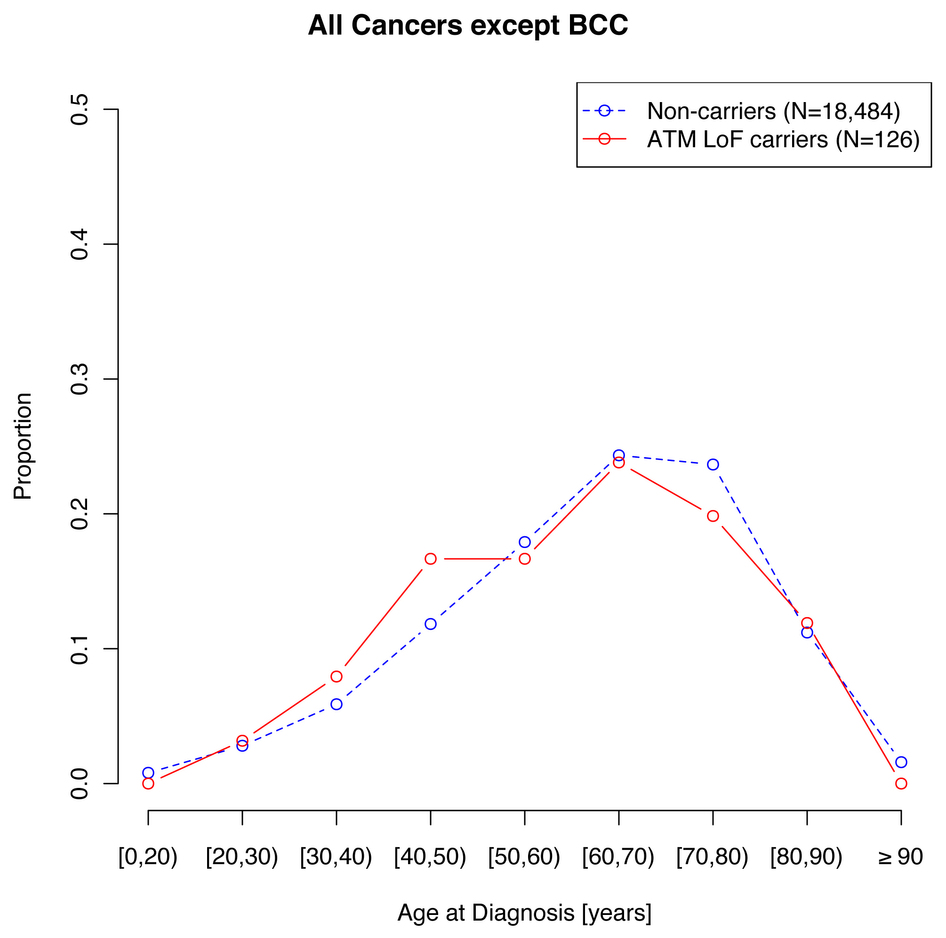 All Cancers except BCC
Non-carriers (N=18,484)
ATM LoF carriers (N=126)
0.5
0.4
0.3
0.2
0.1
0.0
Proportion
[0,20) [20,30) [30,40) [40,50) [50,60) [60,70) [70,80) [80,90) ≥ 90
Age at Diagnosis [years]